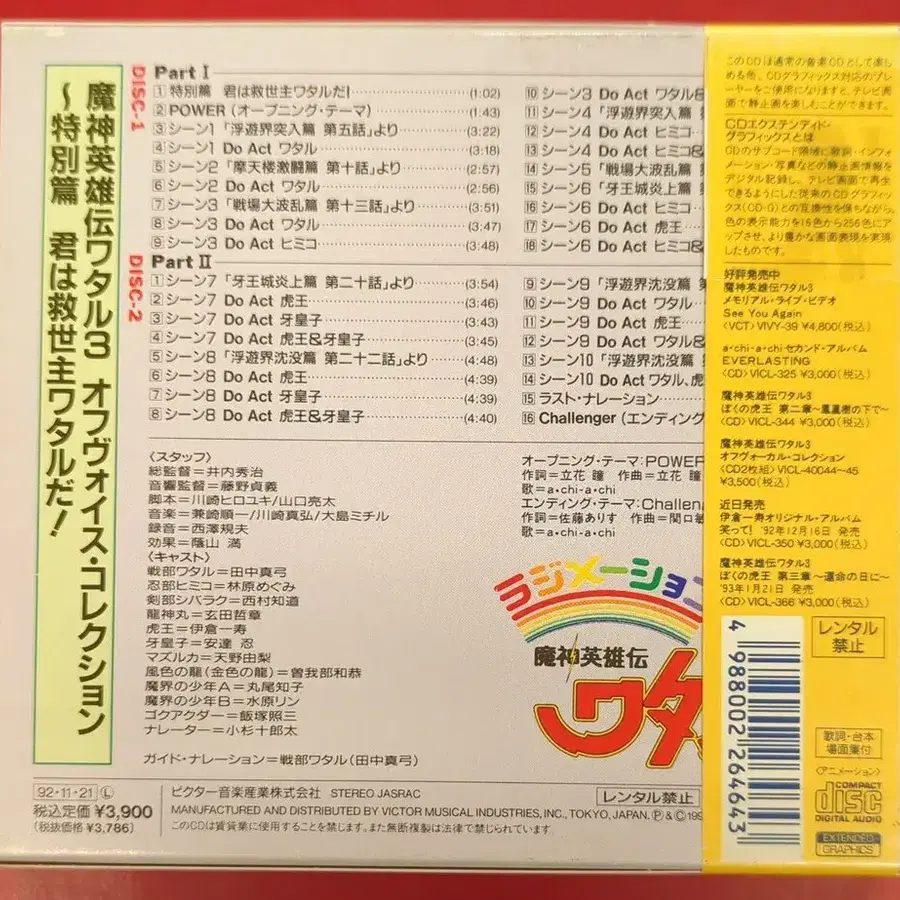 魔神英雄伝ワタル3 オフヴォイス・コレクション
〜特別篇 君は救世主ワタルだ!
DISC-1
Part I
1 特別篇 君は救世主ワタルだ!(1:02)
2 POWER (オープニング・テーマ)(1:43)
3 シーン1「浮遊界突入篇 第五話」より(3:22)
4 シーン1 Do Act ワタル(3:18)
5 シーン2「摩天楼激闘篇 第十話」より(2:57)
6 シーン2 Do Act ワタル(2:56)
7 シーン3「戦場大波乱篇 第十三話」より(3:51)
8 シーン3 Do Act ワタル(3:47)
9 シーン3 Do Act ヒミコ(3:48)
10 シーン3 Do Act ワタル&
11 シーン4「浮遊界突入篇 第
12 シーン4 Do Act ヒミコ
13 シーン4 Do Act ヒミコ&
14 シーン5「戦場大波乱篇 第
15 シーン6「牙王城炎上篇 第
16 シーン6 Do Act ヒミコ
17 シーン6 Do Act 虎王
18 シーン6 Do Act ヒミコ&
DISC-2
Part II
1 シーン7「牙王城炎上篇 第二十話」より(3:54)
2 シーン7 Do Act 虎王(3:46)
3 シーン7 Do Act 牙皇子(3:43)
4 シーン7 Do Act 虎王&牙皇子(3:45)
5 シーン8「浮遊界沈没篇 第二十二話」より(4:48)
6 シーン8 Do Act 虎王(4:39)
7 シーン8 Do Act 牙皇子(4:39)
8 シーン8 Do Act 虎王&牙皇子(4:40)
9 シーン9「浮遊界沈没篇 第
10 シーン9 Do Act ワタル
11 シーン9 Do Act 虎王
12 シーン9 Do Act ワタル&
13 シーン10「浮遊界沈没篇
14 シーン10 Do Act ワタル、虎
15 ラスト・ナレーション
16 Challenger (エンディング
〈スタッフ〉
総監督=井内秀治
音響監督=藤野貞義
脚本=川崎ヒロユキ/山口亮太
音楽=兼崎順一/川崎真弘/大島ミチル
録音=西澤規夫
効果=蔭山 満
〈キャスト〉
戦部ワタル=田中真弓
忍部ヒミコ=林原めぐみ
剣部シバラク=西村知道
龍神丸=玄田哲章
虎王=伊倉一寿
牙皇子=安達 忍
マズルカ=天野由梨
風色の龍(金色の龍)=曽我部和恭
魔界の少年A=丸尾知子
魔界の少年B=水原リン
ゴクアクダー=飯塚昭三
ナレーター=小杉十郎太
ガイド・ナレーション=戦部ワタル(田中真弓)
オープニング・テーマ:POWER
作詞=立花 瞳 作曲=立花 瞳
歌=a・chi-a・chi
エンディング・テーマ:Challen
作詞=佐藤ありす 作曲=関口敏
歌=a・chi-a・chi
ラジメーション
魔神英雄伝
ワタ
92・11・21 Ⓛ
税込定価 ¥3,900
(税抜価格 ¥3,786)
ビクター音楽産業株式会社 STEREO JASRAC
レンタル禁止
MANUFACTURED AND DISTRIBUTED BY VICTOR MUSICAL INDUSTRIES, INC., TOKYO, JAPAN. Ⓟ & © 199
このCDは賃貸業に使用することを禁じます。また無断複製は法律で禁じられています。
このCDは通常の音楽CDとして楽し
める他、CDグラフィックス対応のプレー
ヤーをご使用になりますと、テレビ画
面で静止画を楽しむことができます。
CDエクステンディド・
グラフィックスとは
CDのサブコード領域に歌詞・インフォ
メーション・写真などの静止画情報を
デジタル記録し、テレビ画面で再生
できるようにした従来のCDグラフィッ
クス(CD-G)との互換性を保ちながら、
色の表示能力を16色から256色にア
ップさせ、より豊かな画面表現を実現
したものです。
好評発売中
魔神英雄伝ワタル3
メモリアル・ライブ・ビデオ
See You Again
<VCT> VIVY-39 ¥4,800(税込)
a・chi-a・chi セカンド・アルバム
EVERLASTING
<CD> VICL-325 ¥3,000(税込)
魔神英雄伝ワタル3
ぼくの虎王 第二章〜鳳凰樹の下で〜
<CD> VICL-344 ¥3,000(税込)
魔神英雄伝ワタル3
オフヴォーカル・コレクション
<CD2枚組> VICL-40044〜45
¥3,500(税込)
近日発売
伊倉一寿オリジナル・アルバム
笑って! '92年12月16日 発売
<CD> VICL-350 ¥3,000(税込)
魔神英雄伝ワタル3
ぼくの虎王 第三章〜運命の日に〜
'93年1月21日 発売
<CD> VICL-366 ¥3,000(税込)
レンタル
禁止
4 988002 264643
歌詞・台本
場面集付
〈アニメーション〉
COMPACT
disc
DIGITAL AUDIO
EXTENDED
GRAPHICS